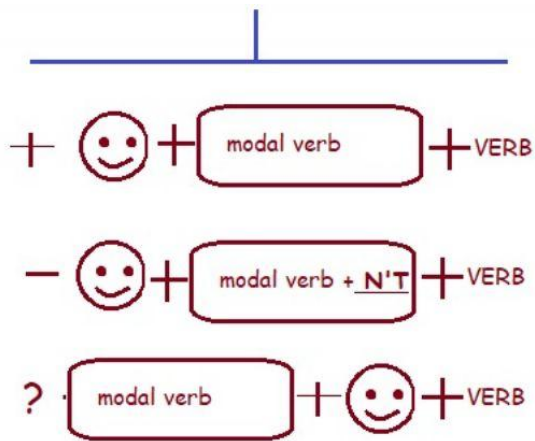 + + modal verb + VERB
- + modal verb + N'T + VERB
? modal verb + + VERB